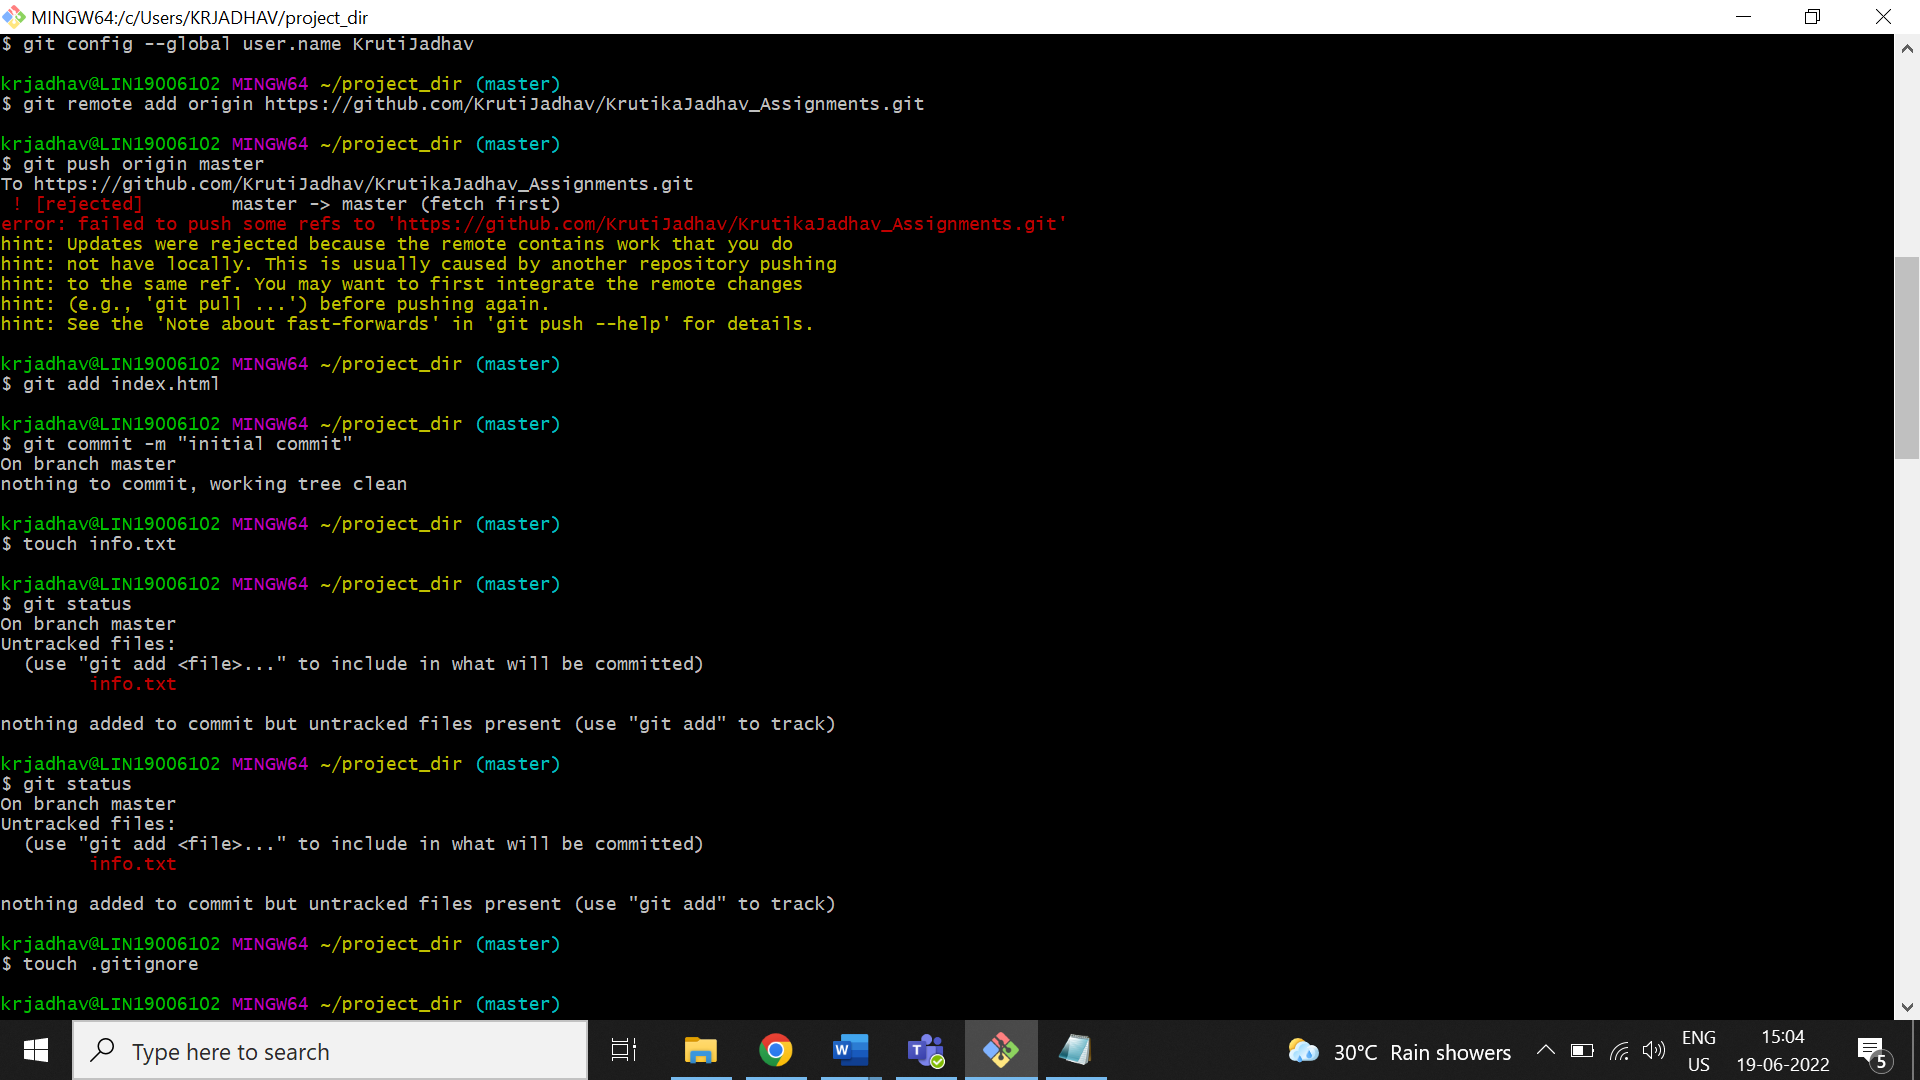 MINGW64:/c/Users/KRJADHAV/project_dir
$ git config --global user.name KrutiJadhav
krjadhav@LIN19006102 MINGW64 ~/project_dir (master)
$ git remote add origin https://github.com/KrutiJadhav/KrutikaJadhav_Assignments.git
krjadhav@LIN19006102 MINGW64 ~/project_dir (master)
$ git push origin master
To https://github.com/KrutiJadhav/KrutikaJadhav_Assignments.git
 ! [rejected]        master -> master (fetch first)
error: failed to push some refs to 'https://github.com/KrutiJadhav/KrutikaJadhav_Assignments.git'
hint: Updates were rejected because the remote contains work that you do
hint: not have locally. This is usually caused by another repository pushing
hint: to the same ref. You may want to first integrate the remote changes
hint: (e.g., 'git pull ...') before pushing again.
hint: See the 'Note about fast-forwards' in 'git push --help' for details.
krjadhav@LIN19006102 MINGW64 ~/project_dir (master)
$ git add index.html
krjadhav@LIN19006102 MINGW64 ~/project_dir (master)
$ git commit -m "initial commit"
On branch master
nothing to commit, working tree clean
krjadhav@LIN19006102 MINGW64 ~/project_dir (master)
$ touch info.txt
krjadhav@LIN19006102 MINGW64 ~/project_dir (master)
$ git status
On branch master
Untracked files:
  (use "git add <file>..." to include in what will be committed)
        info.txt
nothing added to commit but untracked files present (use "git add" to track)
krjadhav@LIN19006102 MINGW64 ~/project_dir (master)
$ git status
On branch master
Untracked files:
  (use "git add <file>..." to include in what will be committed)
        info.txt
nothing added to commit but untracked files present (use "git add" to track)
krjadhav@LIN19006102 MINGW64 ~/project_dir (master)
$ touch .gitignore
krjadhav@LIN19006102 MINGW64 ~/project_dir (master)
Type here to search
30°C Rain showers
ENG
US
15:04
19-06-2022
5